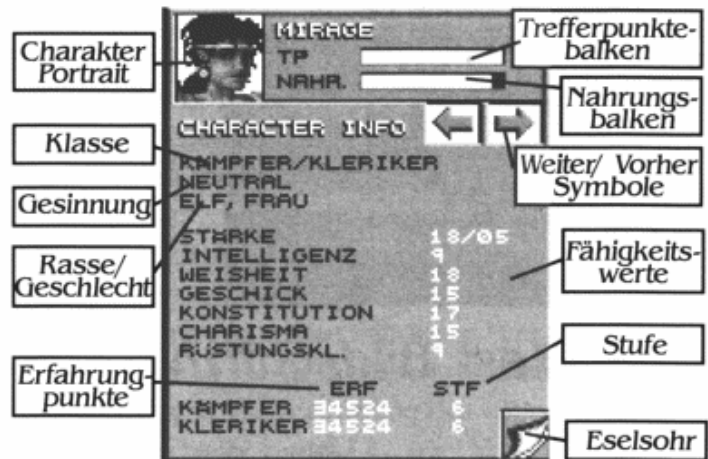 Charakter
Portrait
Klasse
Gesinnung
Rasse/
Geschlecht
Erfahrung-
punkte
MIRAGE
TP
NAHR.
CHARACTER INFO
KÄMPFER/KLERIKER
NEUTRAL
ELF, FRAU
STÄRKE 18/05
INTELLIGENZ 9
WEISHEIT 18
GESCHICK 15
KONSTITUTION 17
CHARISMA 15
RÜSTUNGSKL. 9
ERF STF
KÄMPFER 34524 6
KLERIKER 34524 6
Trefferpunkte-
balken
Nahrungs-
balken
Weiter/ Vorher
Symbole
Fähigkeits-
werte
Stufe
Eselsohr